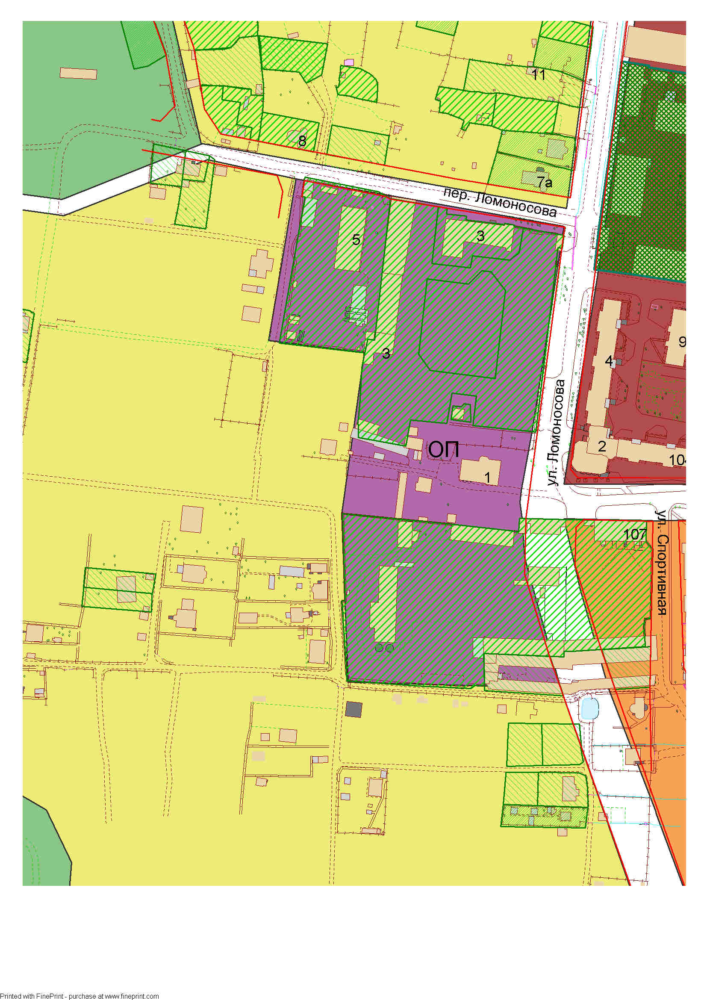 11
8
7а
пер. Ломоносова
5
3
9
3
4
ул. Ломоносова
ОП
2
104
1
ул. Спортивная
107
Printed with FinePrint - purchase at www.fineprint.com